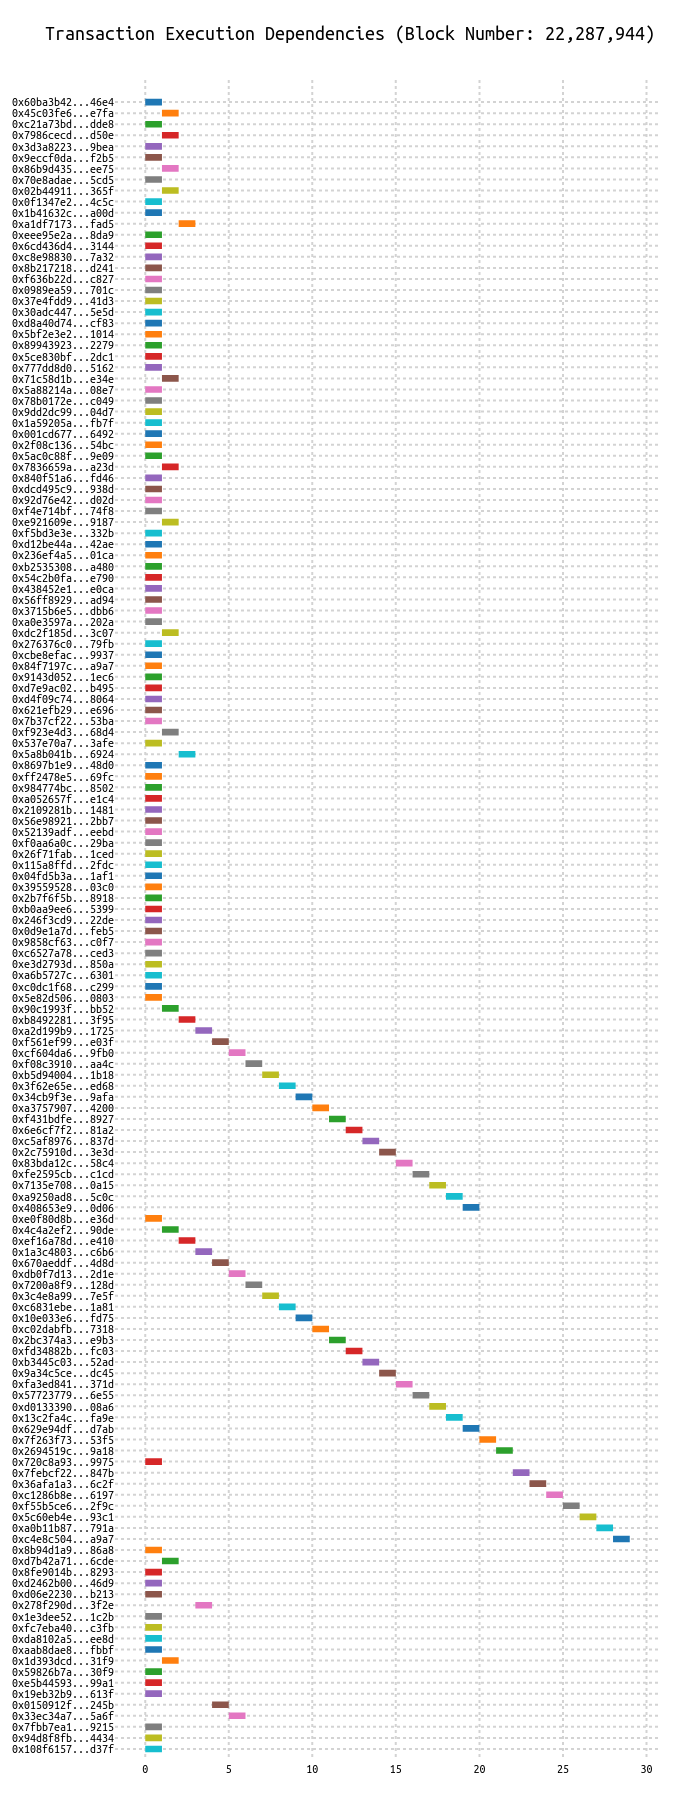 Transaction Execution Dependencies (Block Number: 22,287,944)
0x60ba3b42...46e4
0x45c03fe6...e7fa
0xc21a73bd...dde8
0x7986cecd...d50e
0x3d3a8223...9bea
0x9eccf0da...f2b5
0x86b9d435...ee75
0x70e8adae...5cd5
0x02b44911...365f
0x0f1347e2...4c5c
0x1b41632c...a00d
0xa1df7173...fad5
0xeee95e2a...8da9
0x6cd436d4...3144
0xc8e98830...7a32
0x8b217218...d241
0xf636b22d...c827
0x0989ea59...701c
0x37e4fdd9...41d3
0x30adc447...5e5d
0xd8a40d74...cf83
0x5bf2e3e2...1014
0x89943923...2279
0x5ce830bf...2dc1
0x777dd8d0...5162
0x71c58d1b...e34e
0x5a88214a...08e7
0x78b0172e...c049
0x9dd2dc99...04d7
0x1a59205a...fb7f
0x001cd677...6492
0x2f08c136...54bc
0x5ac0c88f...9e09
0x7836659a...a23d
0x840f51a6...fd46
0xdcd495c9...938d
0x92d76e42...d02d
0xf4e714bf...74f8
0xe921609e...9187
0xf5bd3e3e...332b
0xd12be44a...42ae
0x236ef4a5...01ca
0xb2535308...a480
0x54c2b0fa...e790
0x438452e1...e0ca
0x56ff8929...ad94
0x3715b6e5...dbb6
0xa0e3597a...202a
0xdc2f185d...3c07
0x276376c0...79fb
0xcbe8efac...9937
0x84f7197c...a9a7
0x9143d052...1ec6
0xd7e9ac02...b495
0xd4f09c74...8064
0x621efb29...e696
0x7b37cf22...53ba
0xf923e4d3...68d4
0x537e70a7...3afe
0x5a8b041b...6924
0x8697b1e9...48d0
0xff2478e5...69fc
0x984774bc...8502
0xa052657f...e1c4
0x2109281b...1481
0x56e98921...2bb7
0x52139adf...eebd
0xf0aa6a0c...29ba
0x26f71fab...1ced
0x115a8ffd...2fdc
0x04fd5b3a...1af1
0x39559528...03c0
0x2b7f6f5b...8918
0xb0aa9ee6...5399
0x246f3cd9...22de
0x0d9e1a7d...feb5
0x9858cf63...c0f7
0xc6527a78...ced3
0xe3d2793d...850a
0xa6b5727c...6301
0xc0dc1f68...c299
0x5e82d506...0803
0x90c1993f...bb52
0xb8492281...3f95
0xa2d199b9...1725
0xf561ef99...e03f
0xcf604da6...9fb0
0xf08c3910...aa4c
0xb5d94004...1b18
0x3f62e65e...ed68
0x34cb9f3e...9afa
0xa3757907...4200
0xf431bdfe...8927
0x6e6cf7f2...81a2
0xc5af8976...837d
0x2c75910d...3e3d
0x83bda12c...58c4
0xfe2595cb...c1cd
0x7135e708...0a15
0xa9250ad8...5c0c
0x408653e9...0d06
0xe0f80d8b...e36d
0x4c4a2ef2...90de
0xef16a78d...e410
0x1a3c4803...c6b6
0x670aeddf...4d8d
0xdb0f7d13...2d1e
0x7200a8f9...128d
0x3c4e8a99...7e5f
0xc6831ebe...1a81
0x10e033e6...fd75
0xc02dabfb...7318
0x2bc374a3...e9b3
0xfd34882b...fc03
0xb3445c03...52ad
0x9a34c5ce...dc45
0xfa3ed841...371d
0x57723779...6e55
0xd0133390...08a6
0x13c2fa4c...fa9e
0x629e94df...d7ab
0x7f263f73...53f5
0x2694519c...9a18
0x720c8a93...9975
0x7febcf22...847b
0x36afa1a3...6c2f
0xc1286b8e...6197
0xf55b5ce6...2f9c
0x5c60eb4e...93c1
0xa0b11b87...791a
0xc4e8c504...a9a7
0x8b94d1a9...86a8
0xd7b42a71...6cde
0x8fe9014b...8293
0xd2462b00...46d9
0xd06e2230...b213
0x278f290d...3f2e
0x1e3dee52...1c2b
0xfc7eba40...c3fb
0xda8102a5...ee8d
0xaab8dae8...fbbf
0x1d393dcd...31f9
0x59826b7a...30f9
0xe5b44593...99a1
0x19eb32b9...613f
0x0150912f...245b
0x33ec34a7...5a6f
0x7fbb7ea1...9215
0x94d8f8fb...4434
0x108f6157...d37f
0 5 10 15 20 25 30